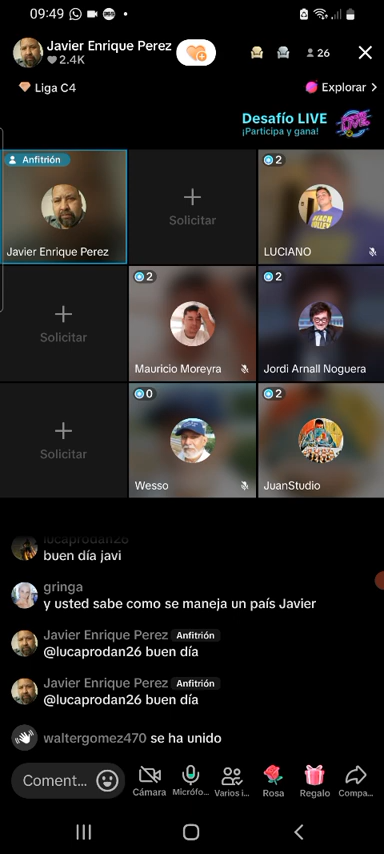 09:49
Javier Enrique Perez
2.4K
26
Liga C4
Explorar
Desafío LIVE
¡Participa y gana!
LIVE
Anfitrión
Javier Enrique Perez
Solicitar
2
LUCIANO
Solicitar
2
Mauricio Moreyra
2
Jordi Arnall Noguera
Solicitar
0
Wesso
2
JuanStudio
lucaprodan26
buen día javi
gringa
y usted sabe como se maneja un país Javier
Javier Enrique Perez Anfitrión
@lucaprodan26 buen día
Javier Enrique Perez Anfitrión
@lucaprodan26 buen día
waltergomez470 se ha unido
Coment...
Cámara
Micrófo...
Varios i...
Rosa
Regalo
Compa...